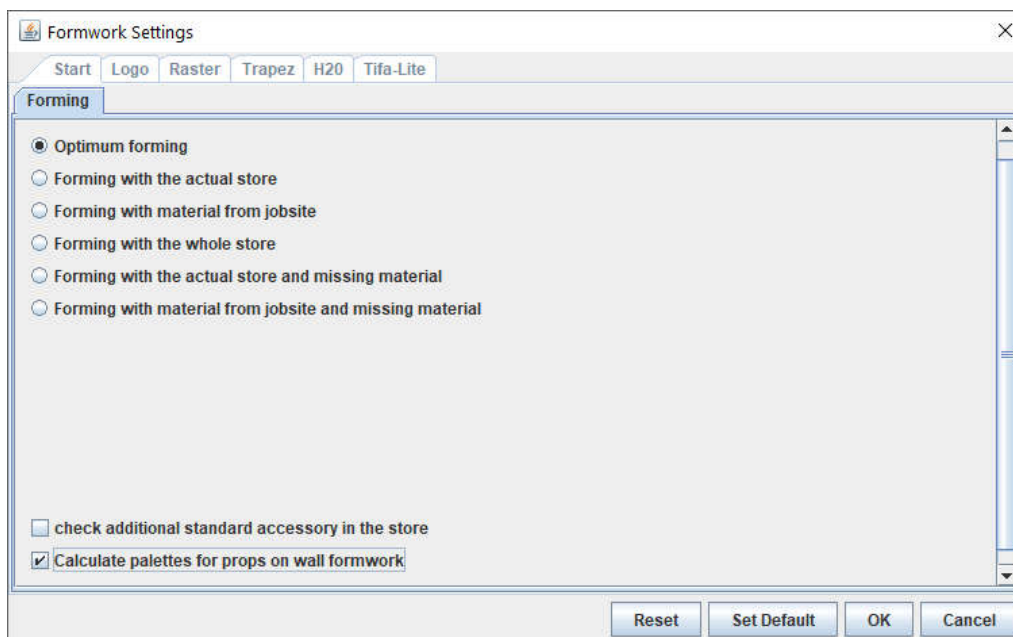 Formwork Settings
Start Logo Raster Trapez H20 Tifa-Lite
Forming
Optimum forming
Forming with the actual store
Forming with material from jobsite
Forming with the whole store
Forming with the actual store and missing material
Forming with material from jobsite and missing material
check additional standard accessory in the store
Calculate palettes for props on wall formwork
Reset Set Default OK Cancel